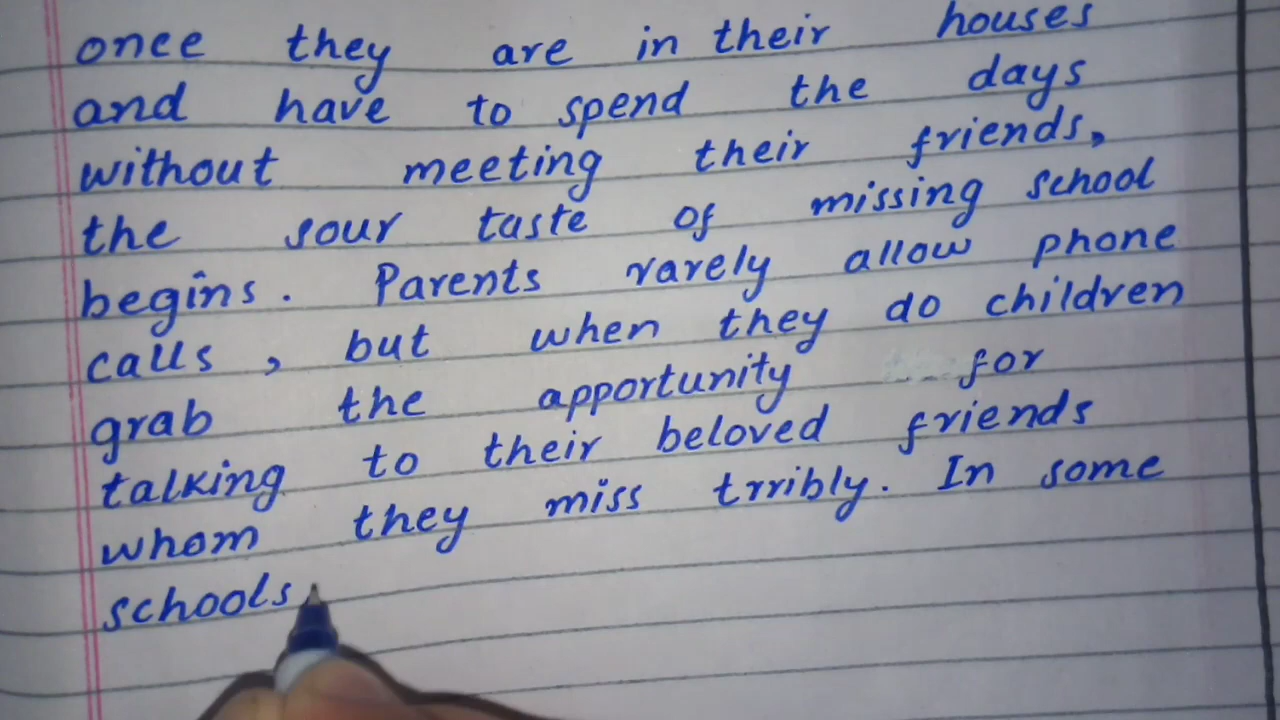 once they are in their houses
and have to spend the days
without meeting their friends,
the sour taste of missing school
begins. Parents rarely allow phone
calls, but when they do children
grab the apportunity for
talking to their beloved friends
whom they miss trribly. In some
schools